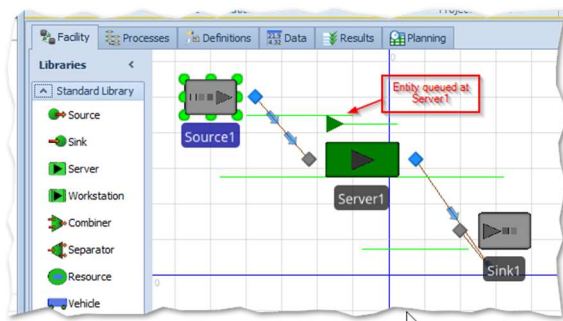 Facility
Processes
Definitions
Data
Results
Planning
Libraries
<
Standard Library
Source
Sink
Server
Workstation
Combiner
Separator
Resource
Vehicle
Entity queued at
Server1
Source1
Server1
Sink1
0
0